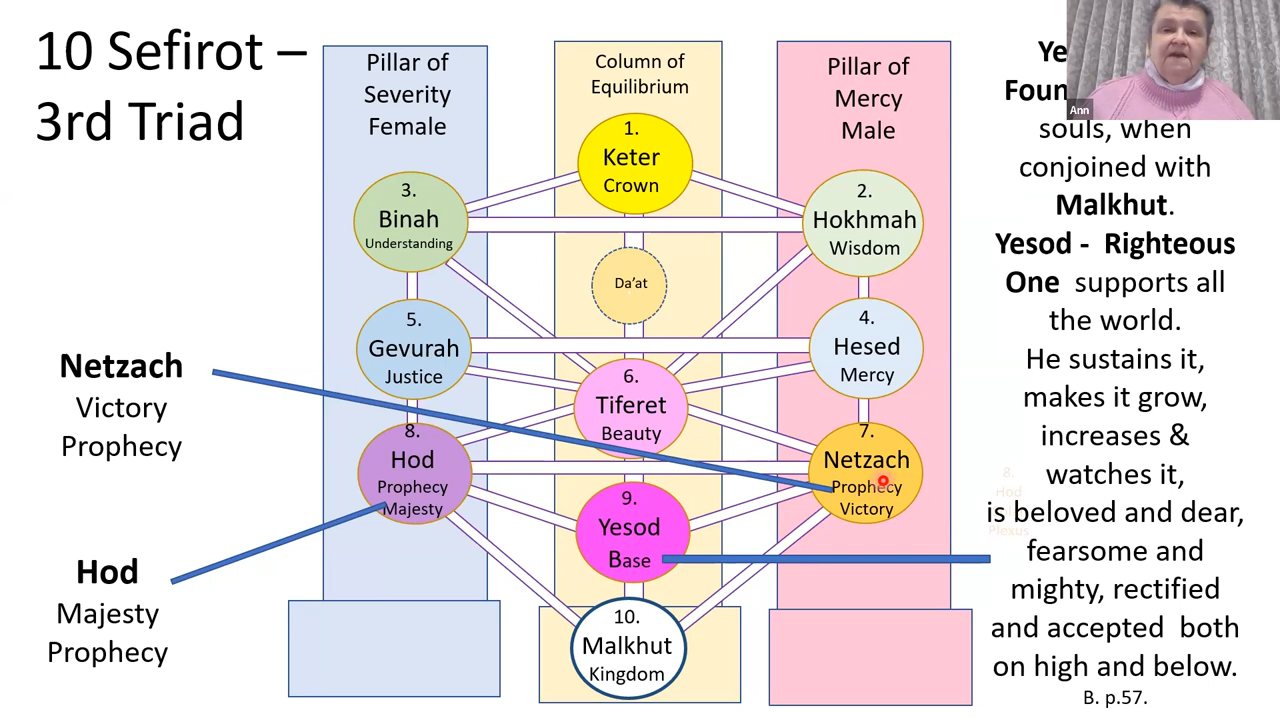 10 Sefirot –
3rd Triad
Pillar of
Severity
Female
Column of
Equilibrium
Pillar of
Mercy
Male
1.
Keter
Crown
3.
Binah
Understanding
2.
Hokhmah
Wisdom
Da’at
5.
Gevurah
Justice
4.
Hesed
Mercy
6.
Tiferet
Beauty
8.
Hod
Prophecy
Majesty
7.
Netzach
Prophecy
Victory
9.
Yesod
Base
10.
Malkhut
Kingdom
Netzach
Victory
Prophecy
Hod
Majesty
Prophecy
Ann
souls, when
conjoined with
Malkhut.
Yesod - Righteous
One supports all
the world.
He sustains it,
makes it grow,
increases &
watches it,
is beloved and dear,
fearsome and
mighty, rectified
and accepted both
on high and below.
B. p.57.
8.
Hod
Plexus